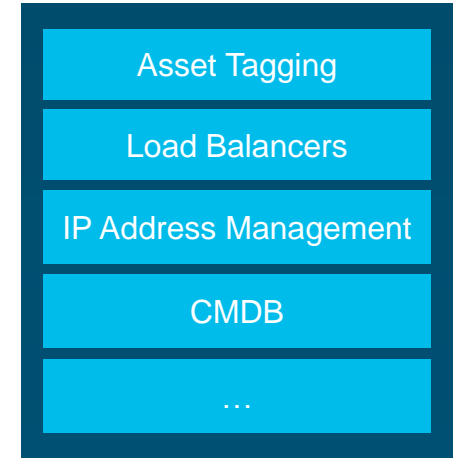 Asset Tagging
Load Balancers
IP Address Management
CMDB
…